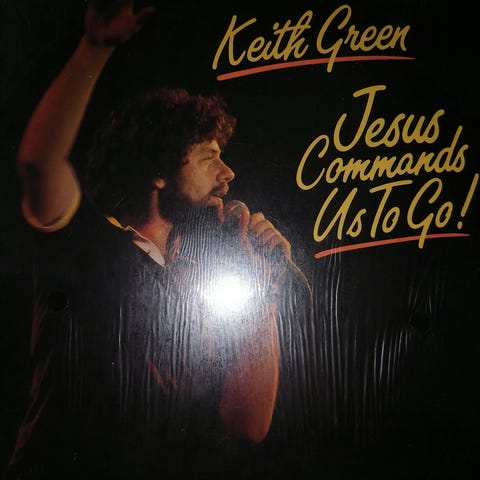 Keith Green
Jesus
Commands
Us To Go!